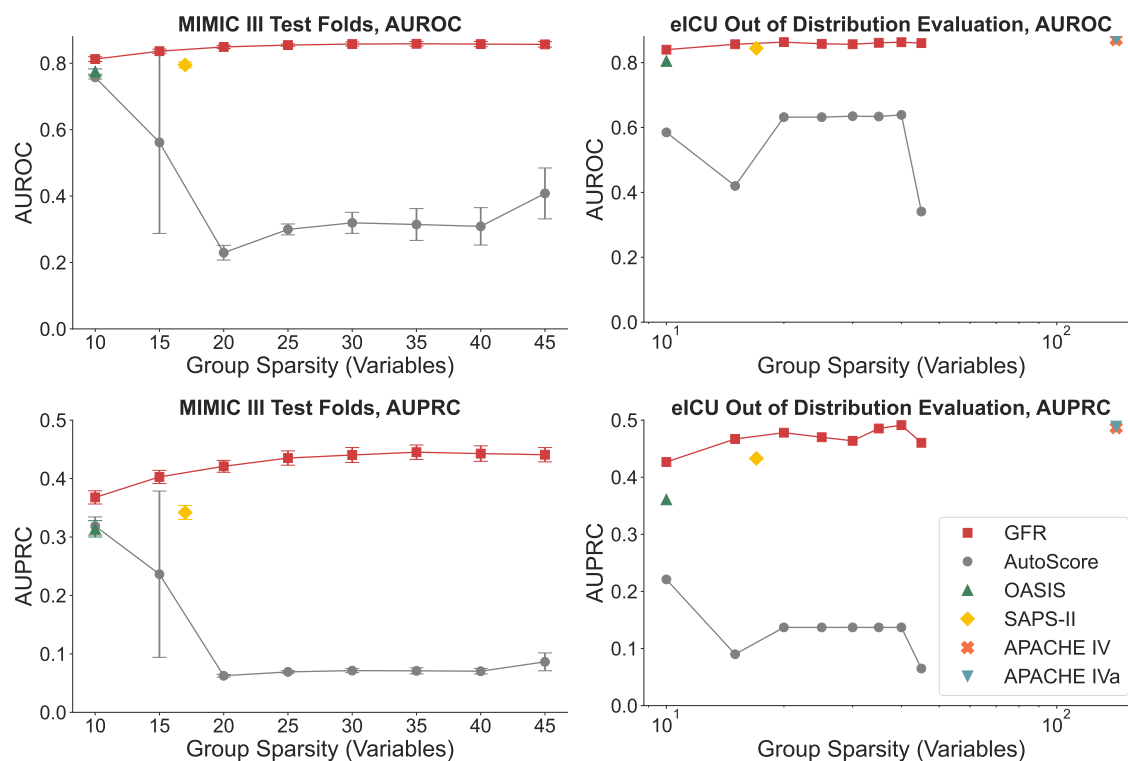 MIMIC III Test Folds, AUROC
AUROC
0.8
0.6
0.4
0.2
0.0
10 15 20 25 30 35 40 45
Group Sparsity (Variables)
eICU Out of Distribution Evaluation, AUROC
AUROC
0.8
0.6
0.4
0.2
0.0
10¹ 10²
Group Sparsity (Variables)
MIMIC III Test Folds, AUPRC
AUPRC
0.5
0.4
0.3
0.2
0.1
0.0
10 15 20 25 30 35 40 45
Group Sparsity (Variables)
eICU Out of Distribution Evaluation, AUPRC
AUPRC
0.5
0.4
0.3
0.2
0.1
0.0
10¹ 10²
Group Sparsity (Variables)
GFR
AutoScore
OASIS
SAPS-II
APACHE IV
APACHE IVa